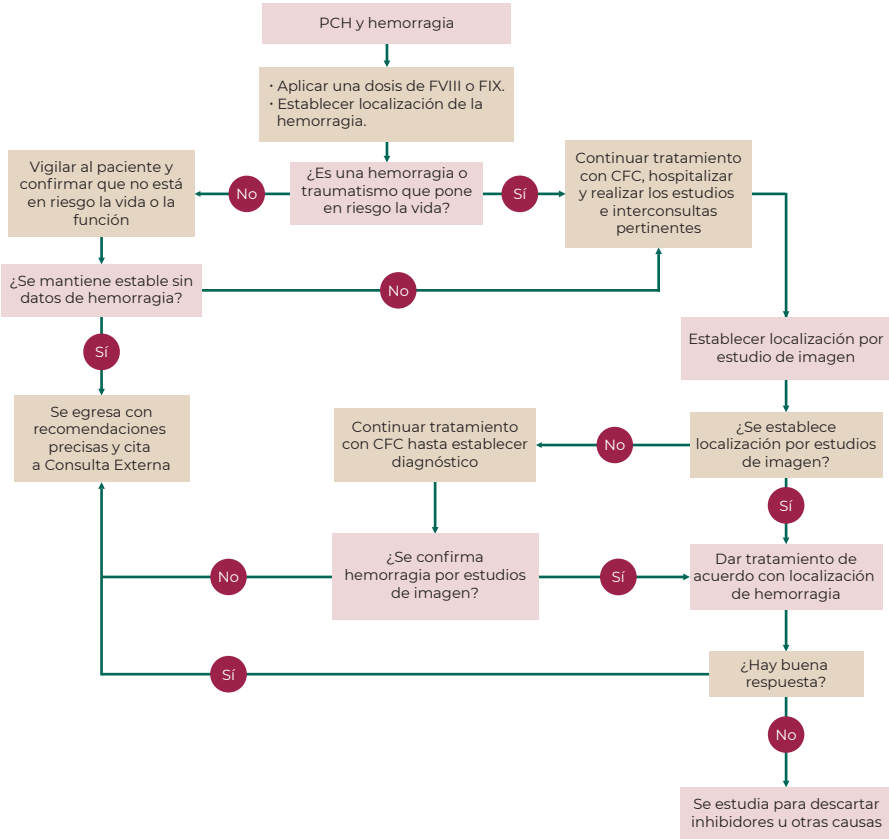 PCH y hemorragia
· Aplicar una dosis de FVIII o FIX.
· Establecer localización de la
hemorragia.
¿Es una hemorragia o
traumatismo que pone
en riesgo la vida?
No
Sí
Vigilar al paciente y
confirmar que no está
en riesgo la vida o la
función
Continuar tratamiento
con CFC, hospitalizar
y realizar los estudios
e interconsultas
pertinentes
¿Se mantiene estable sin
datos de hemorragia?
No
Sí
Establecer localización por
estudio de imagen
Se egresa con
recomendaciones
precisas y cita
a Consulta Externa
Continuar tratamiento
con CFC hasta establecer
diagnóstico
No
¿Se establece
localización por estudios
de imagen?
Sí
¿Se confirma
hemorragia por estudios
de imagen?
No
Sí
Dar tratamiento de
acuerdo con localización
de hemorragia
¿Hay buena
respuesta?
Sí
No
Se estudia para descartar
inhibidores u otras causas